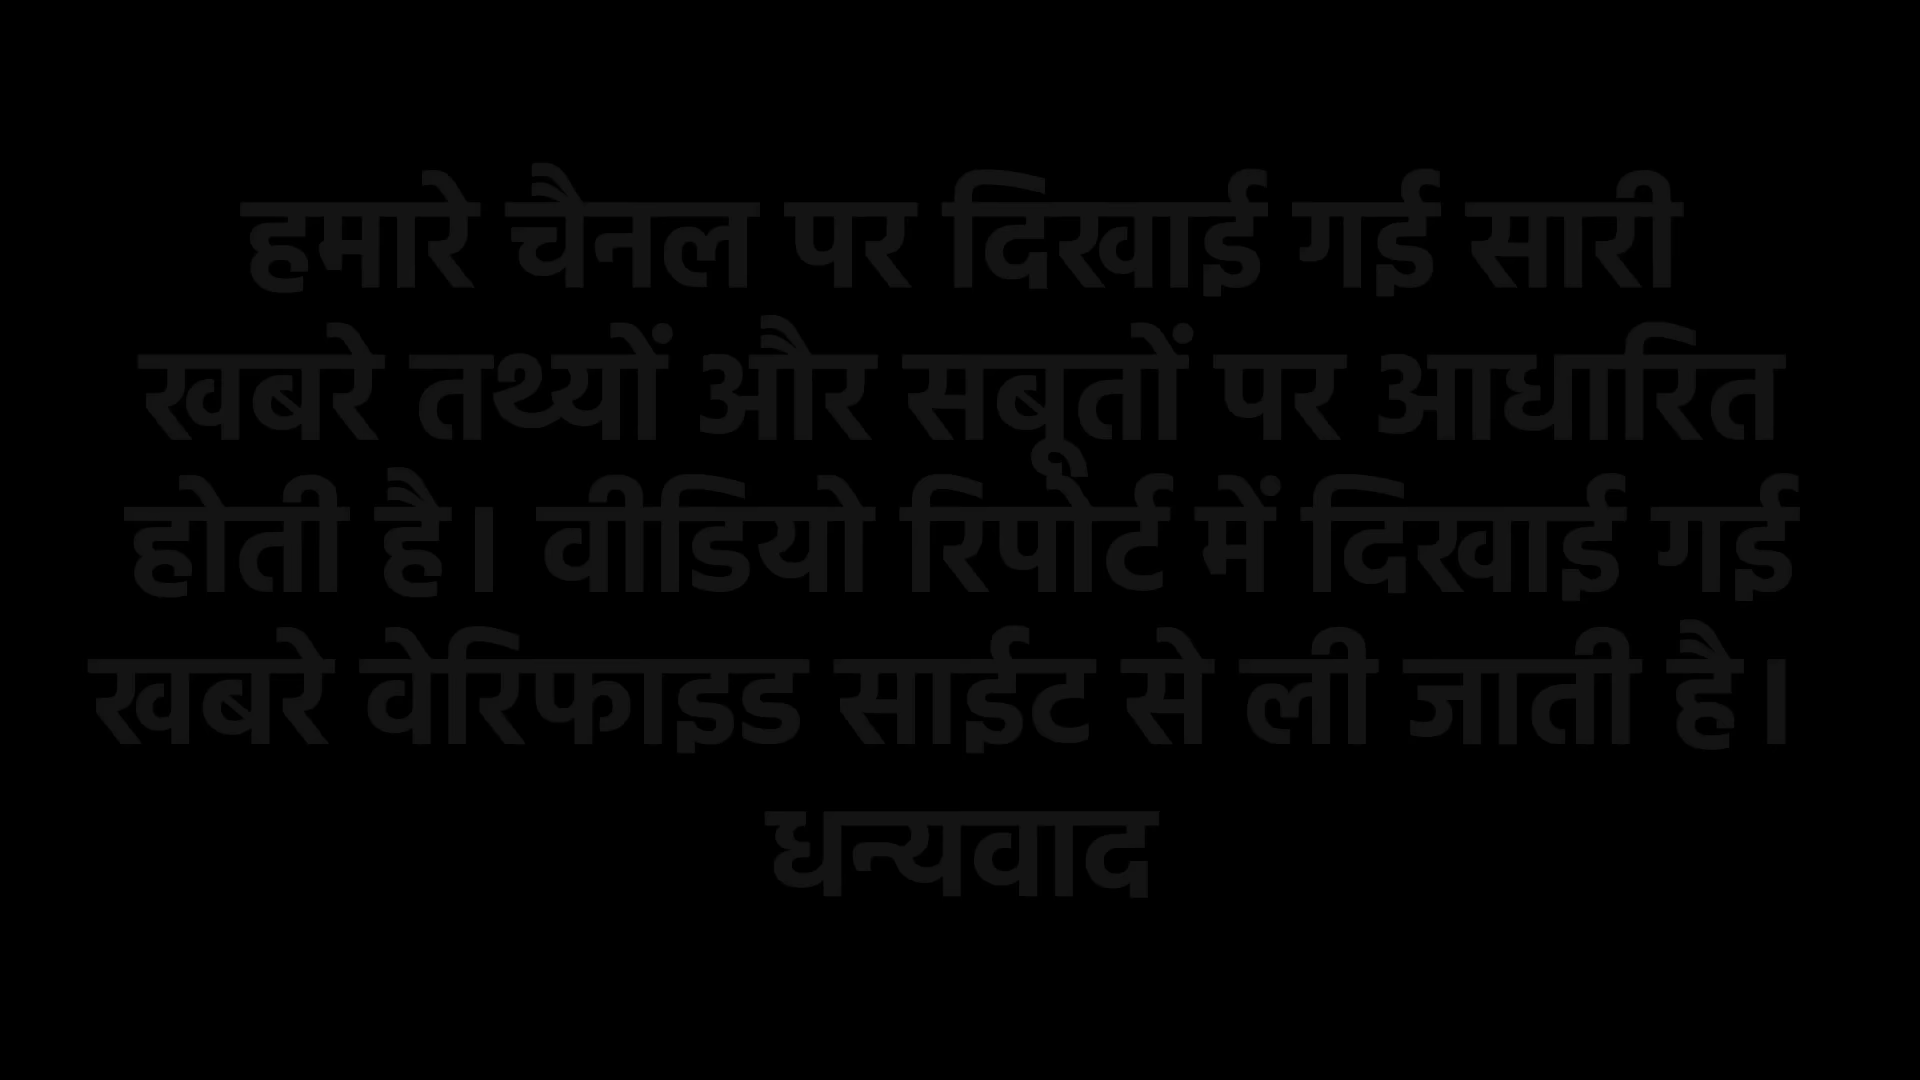 हमारे चैनल पर दिखाई गई सारी
खबरे तथ्यों और सबूतों पर आधारित
होती है। वीडियो रिपोर्ट में दिखाई गई
खबरे वेरिफाइड साईट से ली जाती है।
धन्यवाद